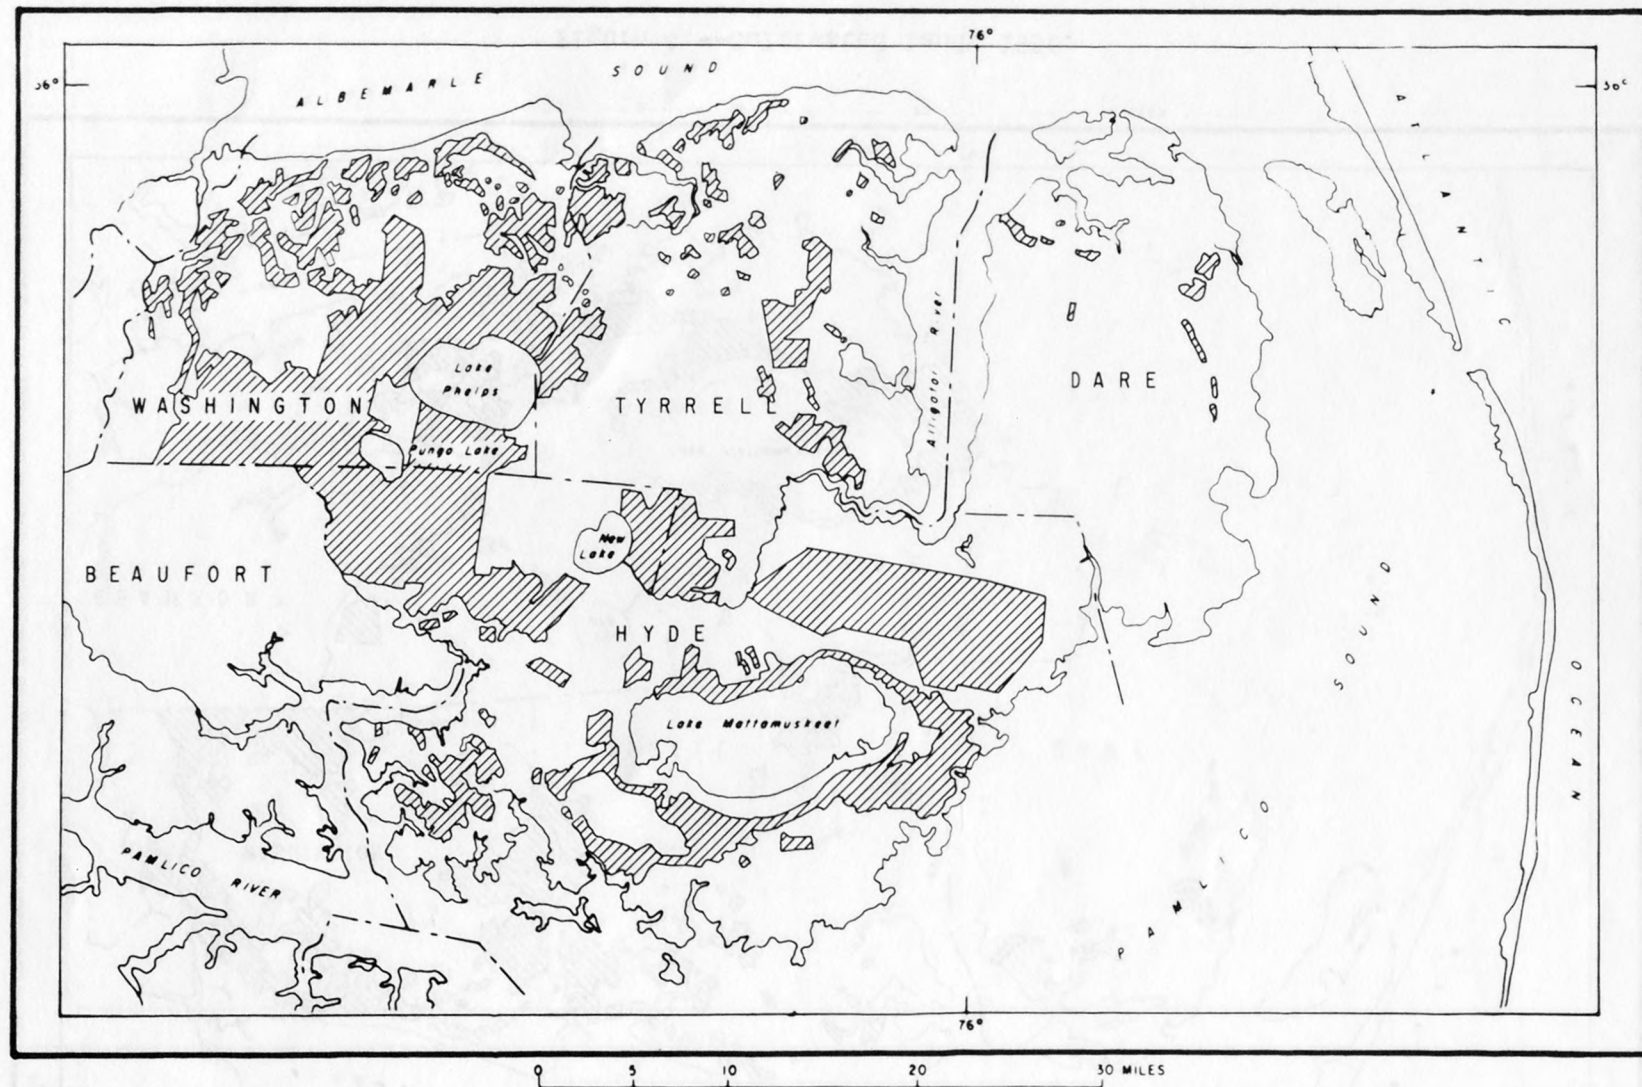 76°
36°
36°
ALBEMARLE SOUND
ATLANTIC
Alligator River
Lake
Phelps
DARE
WASHINGTON
TYRRELL
Pungo Lake
New
Lake
BEAUFORT
HYDE
SOUND
OCEAN
Lake Mattamuskeet
PAMLICO RIVER
PAMLICO
76°
0 5 10 20 30 MILES